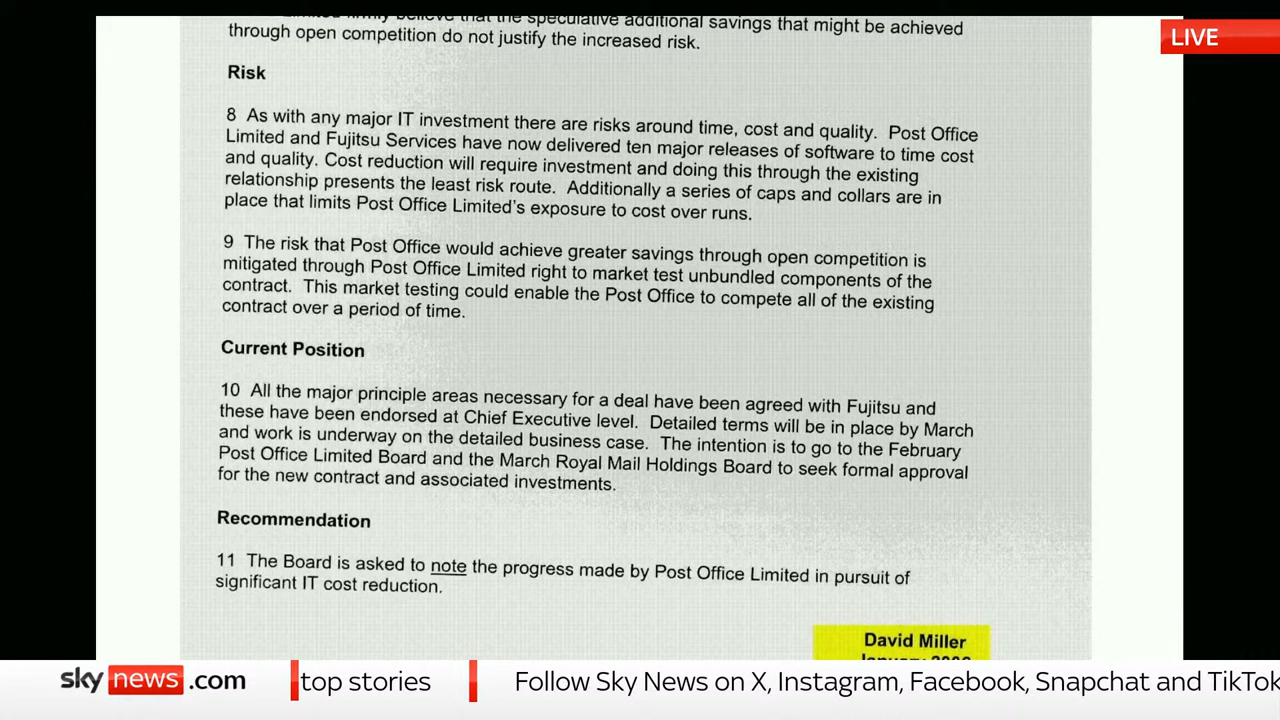 believe that the speculative additional savings that might be achieved
through open competition do not justify the increased risk.
Risk
8 As with any major IT investment there are risks around time, cost and quality. Post Office
Limited and Fujitsu Services have now delivered ten major releases of software to time cost
and quality. Cost reduction will require investment and doing this through the existing
relationship presents the least risk route. Additionally a series of caps and collars are in
place that limits Post Office Limited's exposure to cost over runs.
9 The risk that Post Office would achieve greater savings through open competition is
mitigated through Post Office Limited right to market test unbundled components of the
contract. This market testing could enable the Post Office to compete all of the existing
contract over a period of time.
Current Position
10 All the major principle areas necessary for a deal have been agreed with Fujitsu and
these have been endorsed at Chief Executive level. Detailed terms will be in place by March
and work is underway on the detailed business case. The intention is to go to the February
Post Office Limited Board and the March Royal Mail Holdings Board to seek formal approval
for the new contract and associated investments.
Recommendation
11 The Board is asked to note the progress made by Post Office Limited in pursuit of
significant IT cost reduction.
David Miller
LIVE
sky news.com
top stories
Follow Sky News on X, Instagram, Facebook, Snapchat and TikTok